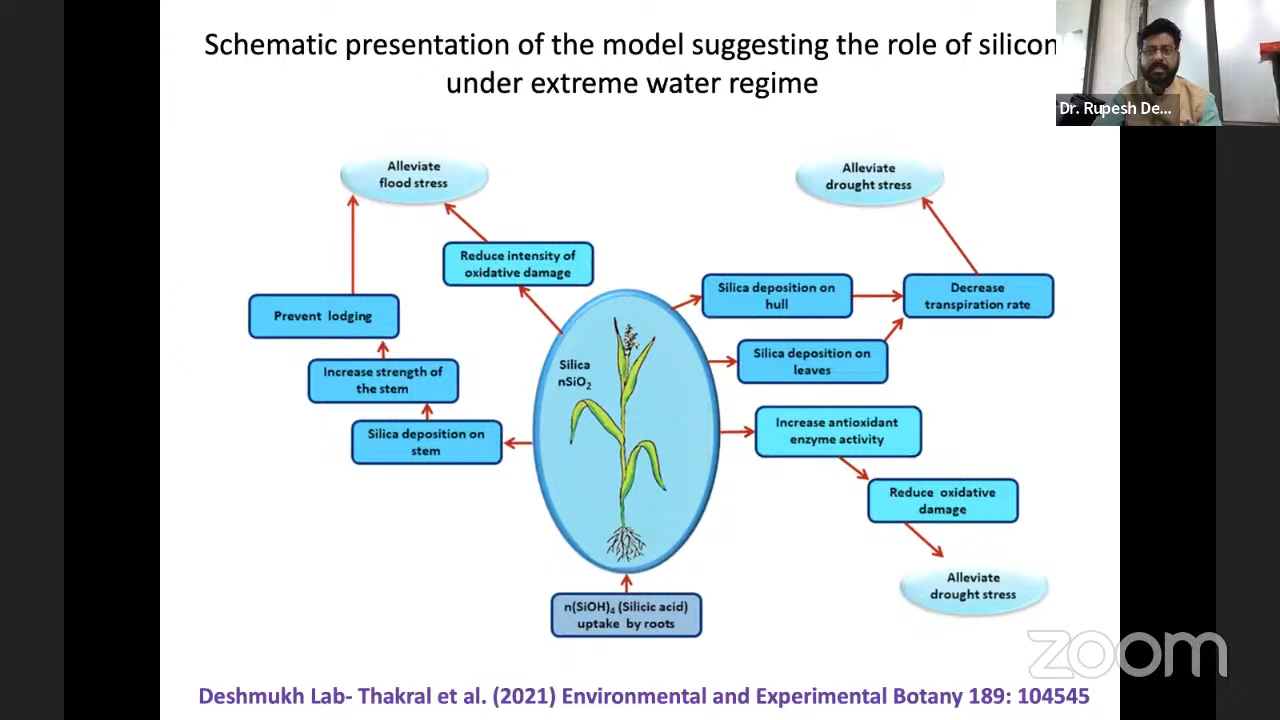 Schematic presentation of the model suggesting the role of silicon
under extreme water regime
Dr. Rupesh De...
Alleviate
flood stress
Alleviate
drought stress
Reduce intensity of
oxidative damage
Silica deposition on
hull
Decrease
transpiration rate
Prevent lodging
Silica deposition on
leaves
Silica
nSiO₂
Increase strength of
the stem
Increase antioxidant
enzyme activity
Silica deposition on
stem
Reduce oxidative
damage
Alleviate
drought stress
n(SiOH)₄ (Silicic acid)
uptake by roots
zoom
Deshmukh Lab- Thakral et al. (2021) Environmental and Experimental Botany 189: 104545